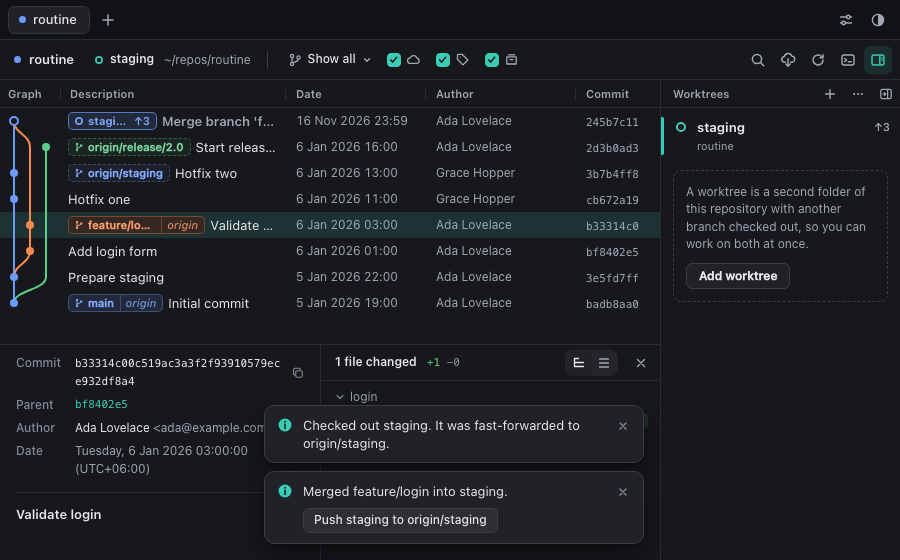 routine
routine staging ~/repos/routine Show all
Graph Description Date Author Commit Worktrees
stagi... ↑3 Merge branch 'f... 16 Nov 2026 23:59 Ada Lovelace 245b7c11
origin/release/2.0 Start releas... 6 Jan 2026 16:00 Ada Lovelace 2d3b0ad3
origin/staging Hotfix two 6 Jan 2026 13:00 Grace Hopper 3b7b4ff8
Hotfix one 6 Jan 2026 11:00 Grace Hopper cb672a19
feature/lo... origin Validate ... 6 Jan 2026 03:00 Ada Lovelace b33314c0
Add login form 6 Jan 2026 01:00 Ada Lovelace bf8402e5
Prepare staging 5 Jan 2026 22:00 Ada Lovelace 3e5fd7ff
main origin Initial commit 5 Jan 2026 19:00 Ada Lovelace badb8aa0
staging ↑3
routine
A worktree is a second folder of
this repository with another
branch checked out, so you can
work on both at once.
Add worktree
Commit b33314c00c519ac3a3f2f93910579ec
e932df8a4
Parent bf8402e5
Author Ada Lovelace <ada@example.com
Date Tuesday, 6 Jan 2026 03:00:00
(UTC+06:00)
Validate login
1 file changed +1 −0
login
Checked out staging. It was fast-forwarded to
origin/staging.
Merged feature/login into staging.
Push staging to origin/staging